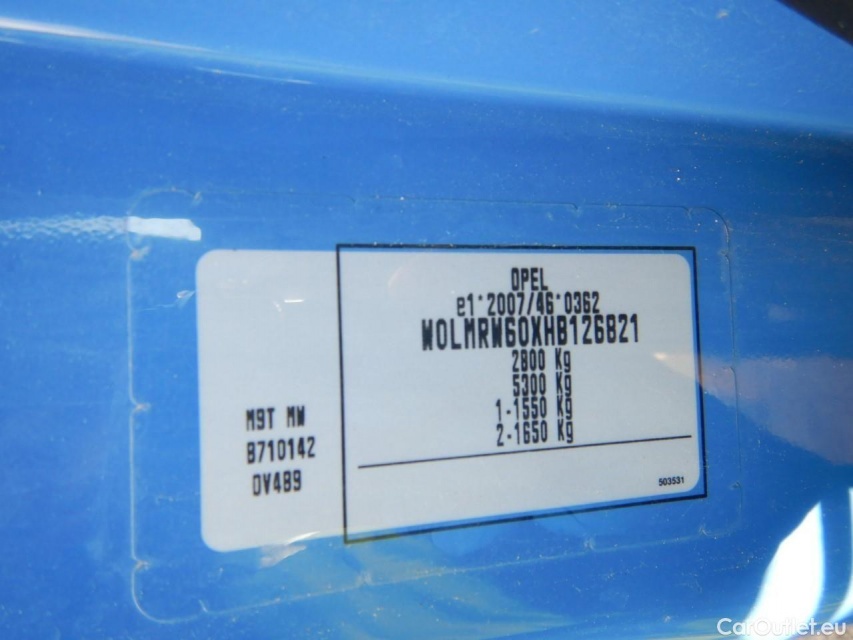 OPEL
e1*2007/46*0362
W0LMRW60XHB126821
2800 Kg
5300 Kg
1-1550 Kg
2-1650 Kg
M9T MW
B710142
0V489
503531
CarOutlet.eu